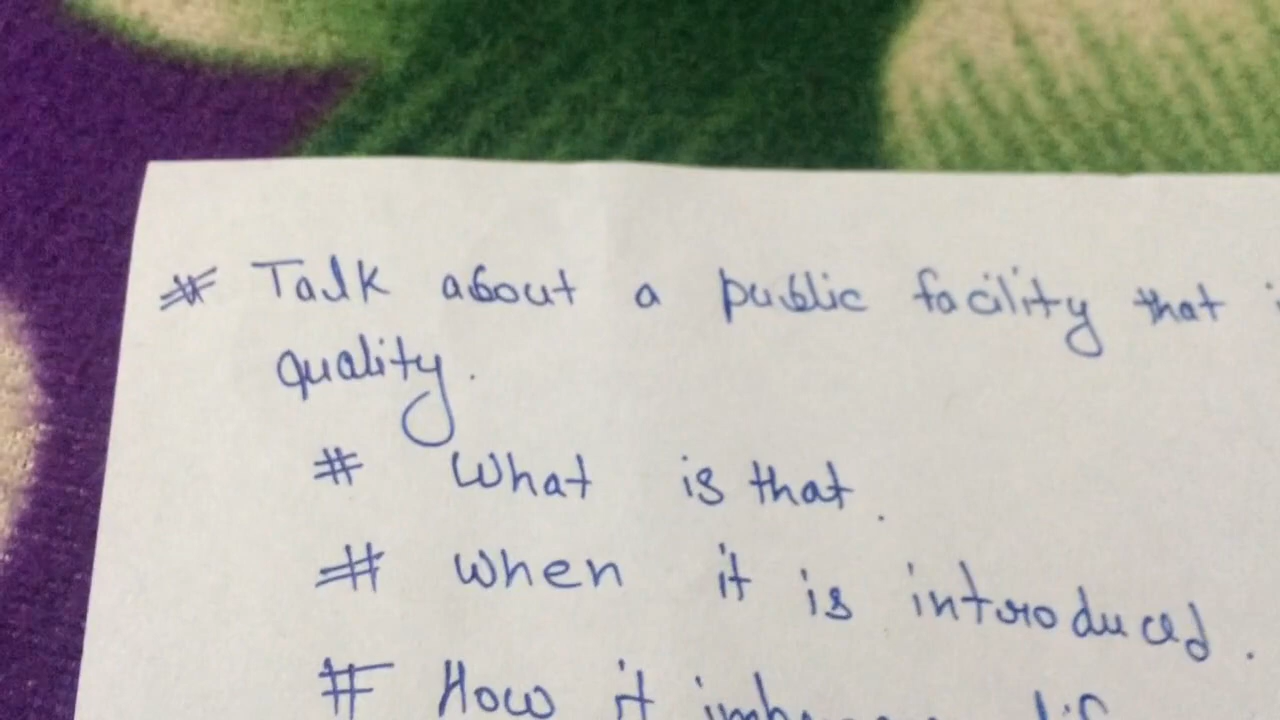 # Talk about a public facility that
quality.
# What is that.
# When it is introduced.
# How it